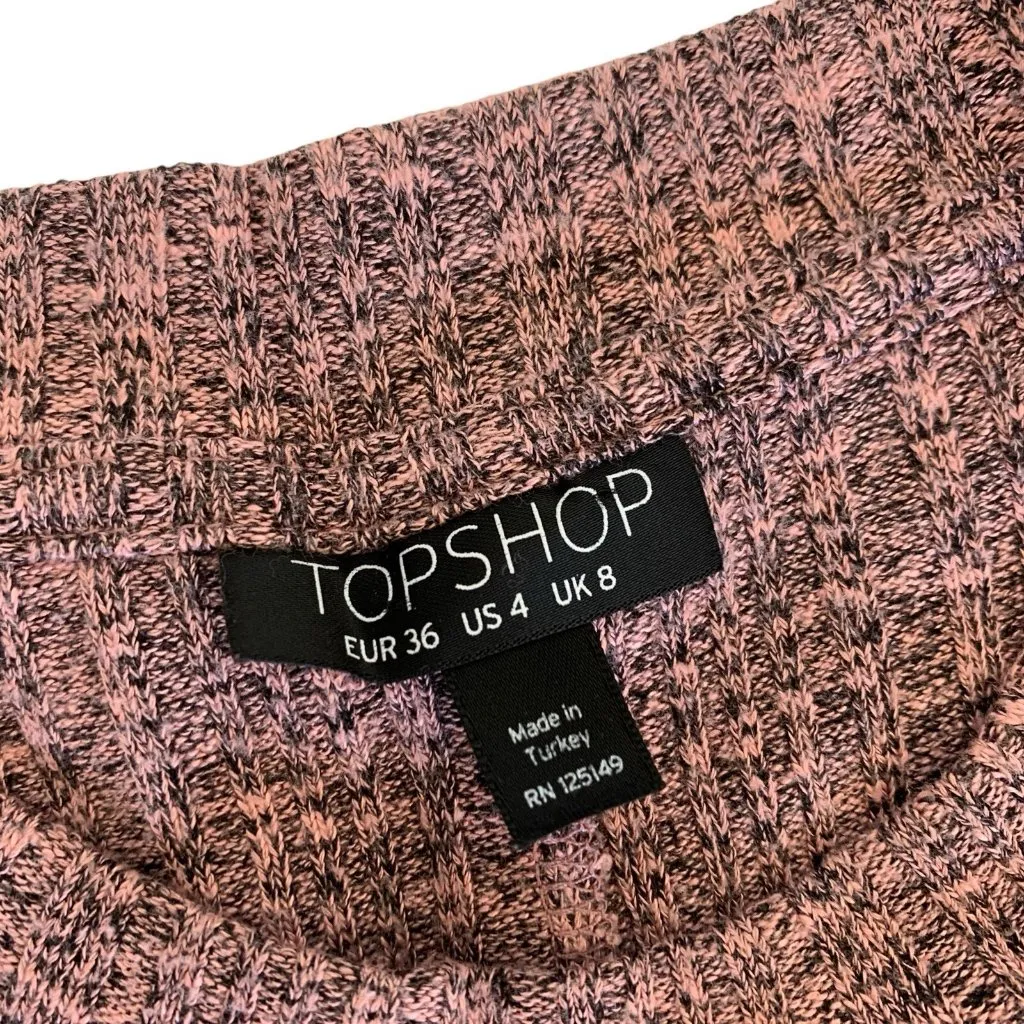 TOPSHOP
EUR 36 US 4 UK 8
Made in
Turkey
RN 125149